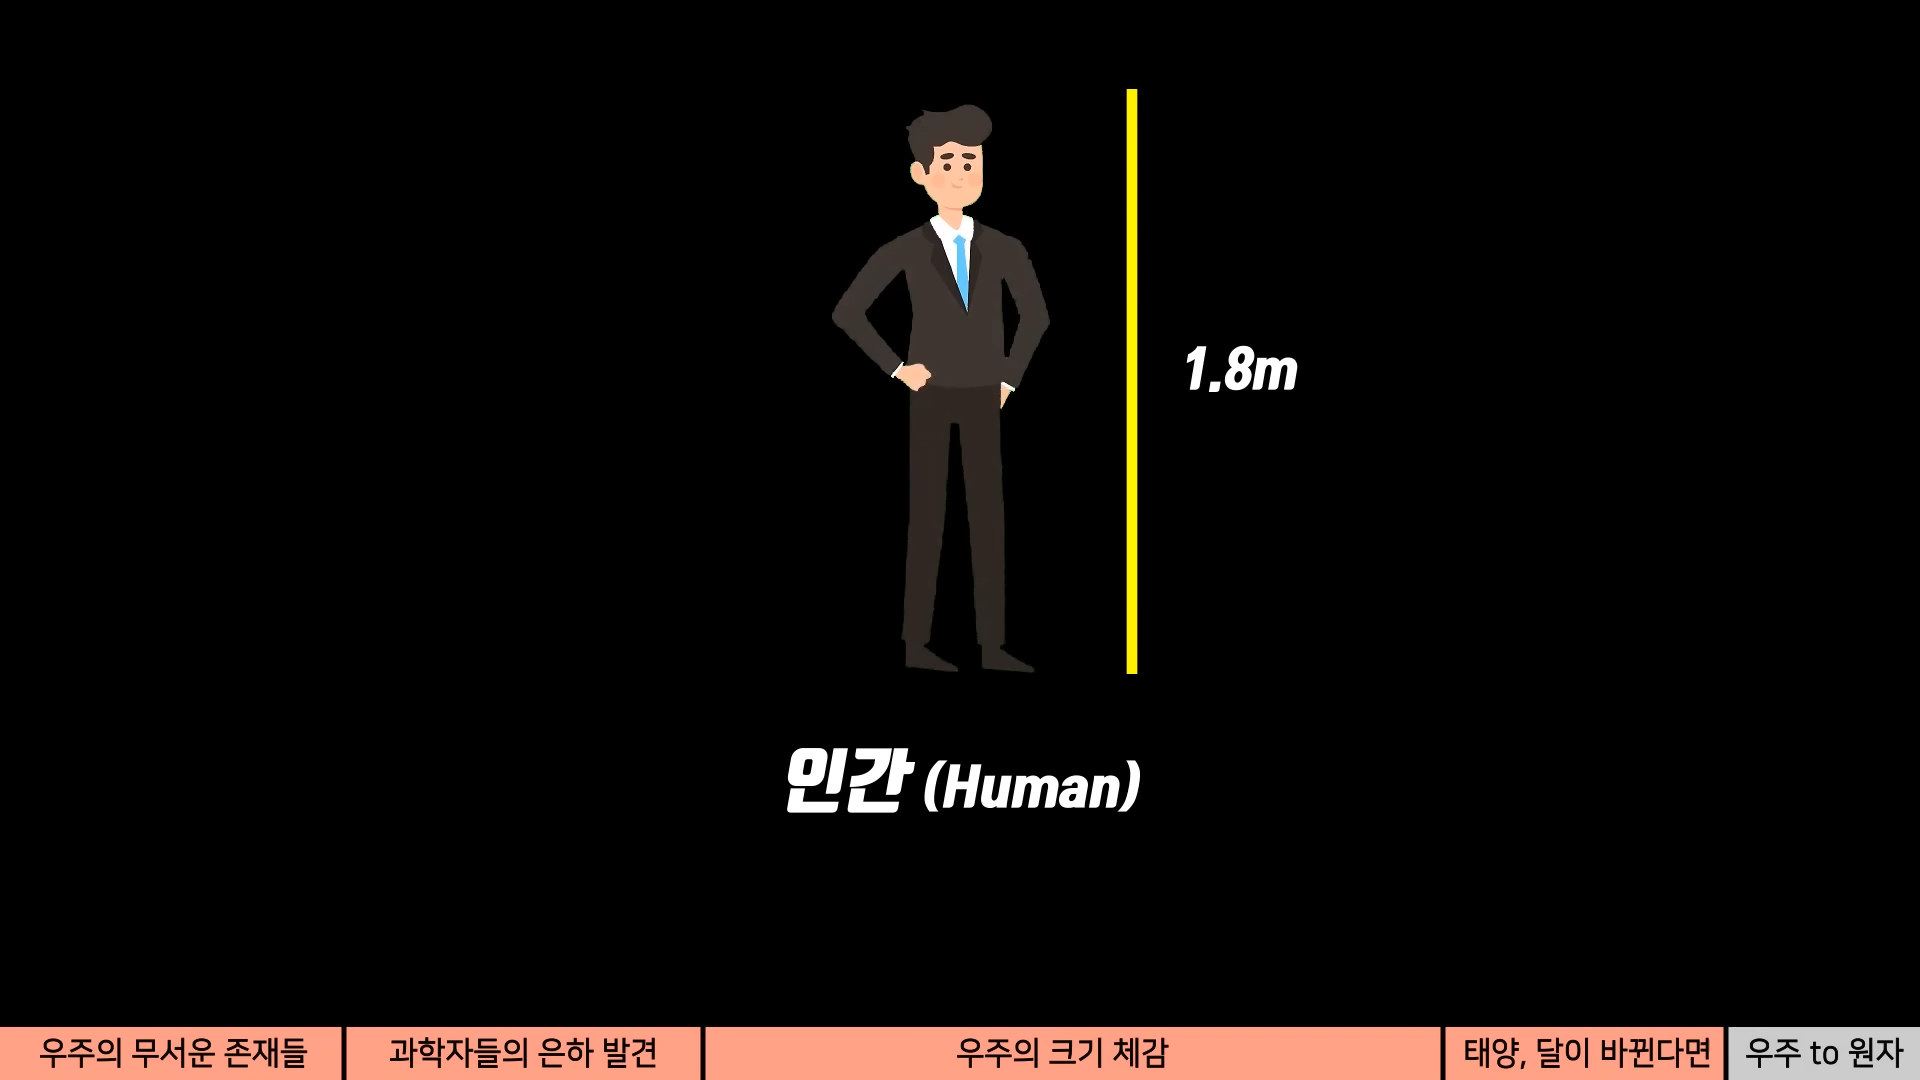 1.8m
인간 (Human)
우주의 무서운 존재들
과학자들의 은하 발견
우주의 크기 체감
태양, 달이 바뀐다면
우주 to 원자